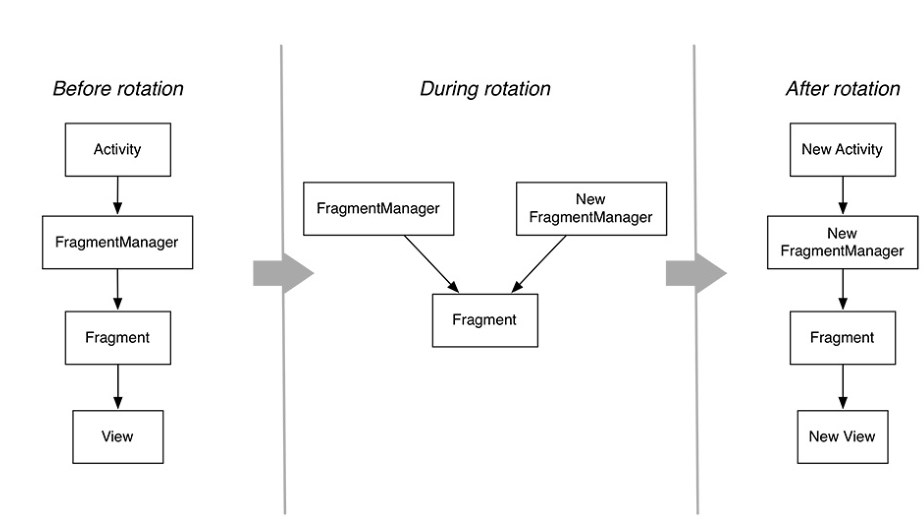 Before rotation
Activity
FragmentManager
Fragment
View
During rotation
FragmentManager
New
FragmentManager
Fragment
After rotation
New Activity
New
FragmentManager
Fragment
New View